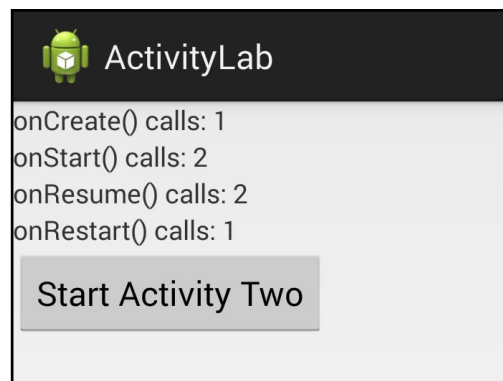 ActivityLab
onCreate() calls: 1
onStart() calls: 2
onResume() calls: 2
onRestart() calls: 1
Start Activity Two